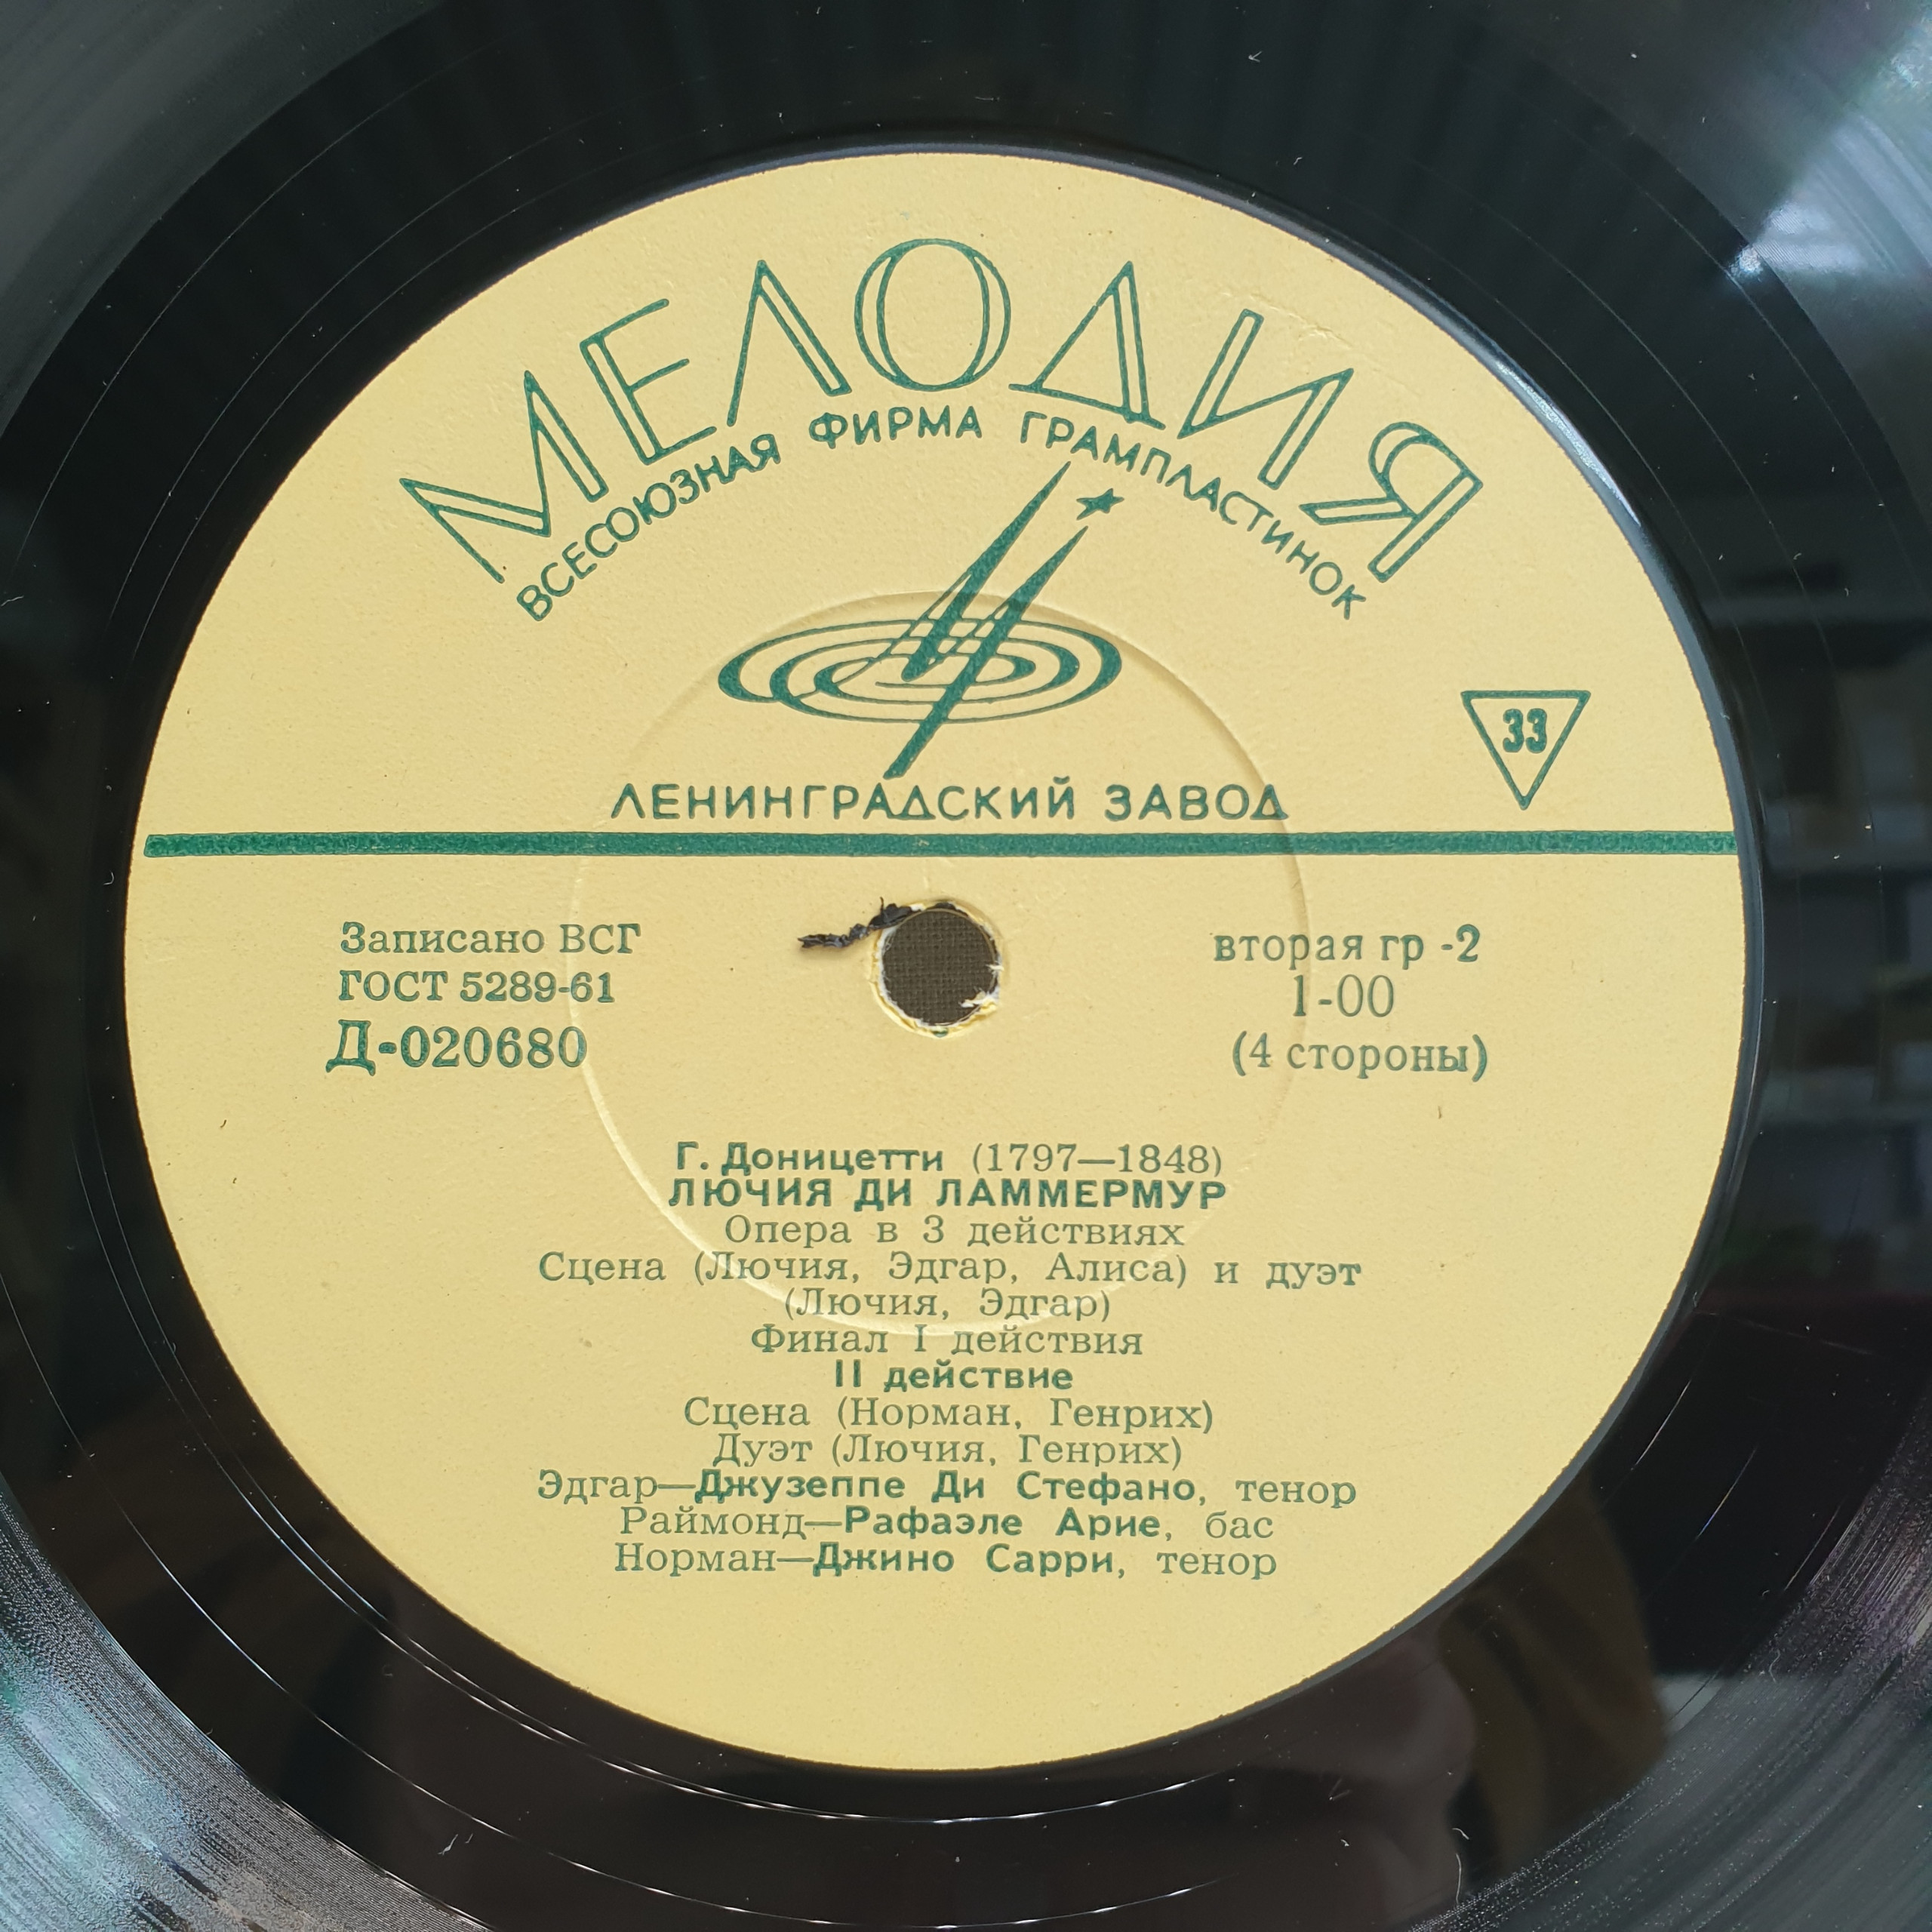 МЕЛОДИЯ
ВСЕСОЮЗНАЯ ФИРМА ГРАМПЛАСТИНОК
33
ЛЕНИНГРАДСКИЙ ЗАВОД
Записано ВСГ
ГОСТ 5289-61
Д-020680
вторая гр -2
1-00
(4 стороны)
Г. Доницетти (1797—1848)
ЛЮЧИЯ ДИ ЛАММЕРМУР
Опера в 3 действиях
Сцена (Лючия, Эдгар, Алиса) и дуэт
(Лючия, Эдгар)
Финал I действия
II действие
Сцена (Норман, Генрих)
Дуэт (Лючия, Генрих)
Эдгар—Джузеппе Ди Стефано, тенор
Раймонд—Рафаэле Арие, бас
Норман—Джино Сарри, тенор